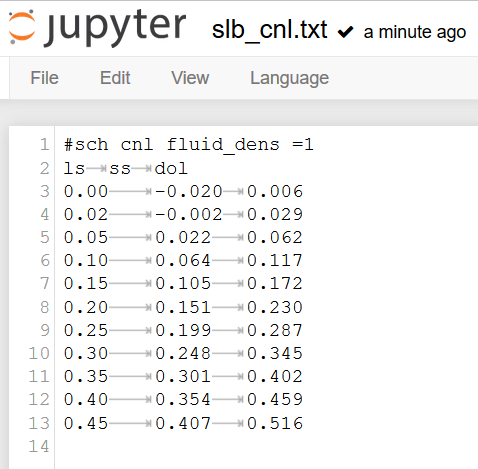 jupyter slb_cnl.txt ✔ a minute ago
File Edit View Language
1 #sch cnl fluid_dens =1
2 ls ss dol
3 0.00 -0.020 0.006
4 0.02 -0.002 0.029
5 0.05 0.022 0.062
6 0.10 0.064 0.117
7 0.15 0.105 0.172
8 0.20 0.151 0.230
9 0.25 0.199 0.287
10 0.30 0.248 0.345
11 0.35 0.301 0.402
12 0.40 0.354 0.459
13 0.45 0.407 0.516
14